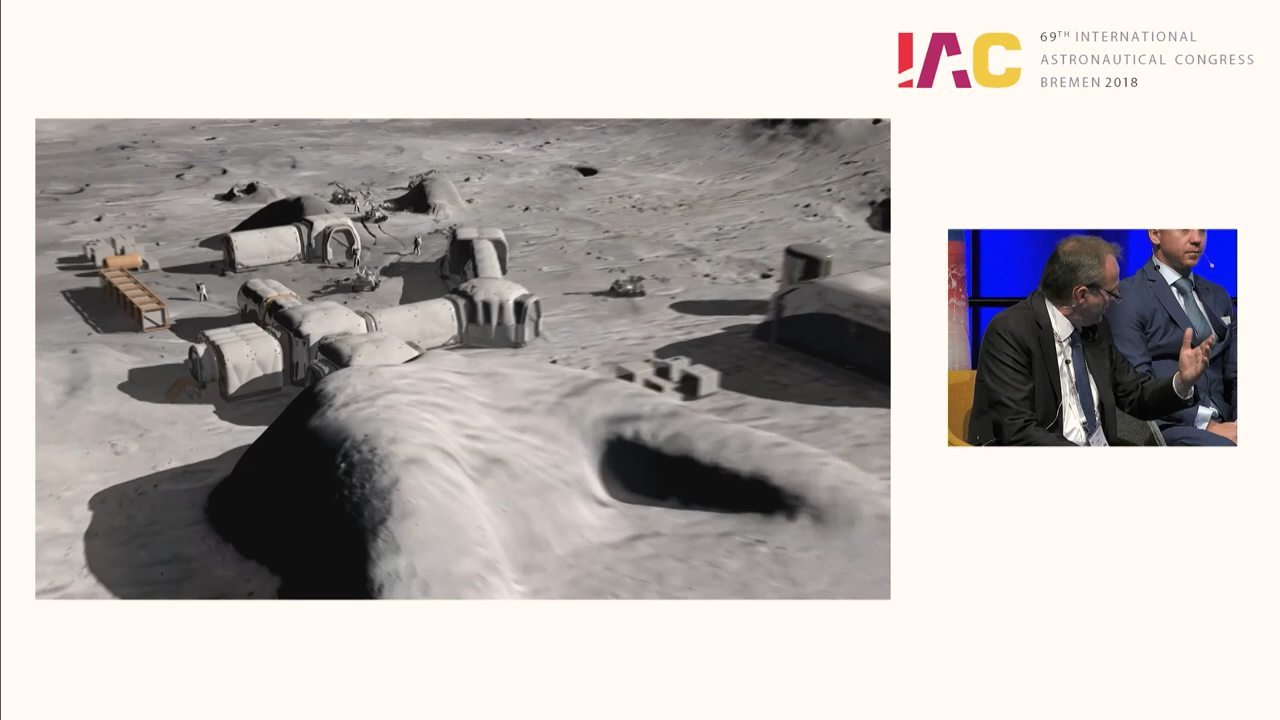 IAC
69TH INTERNATIONAL
ASTRONAUTICAL CONGRESS
BREMEN 2018